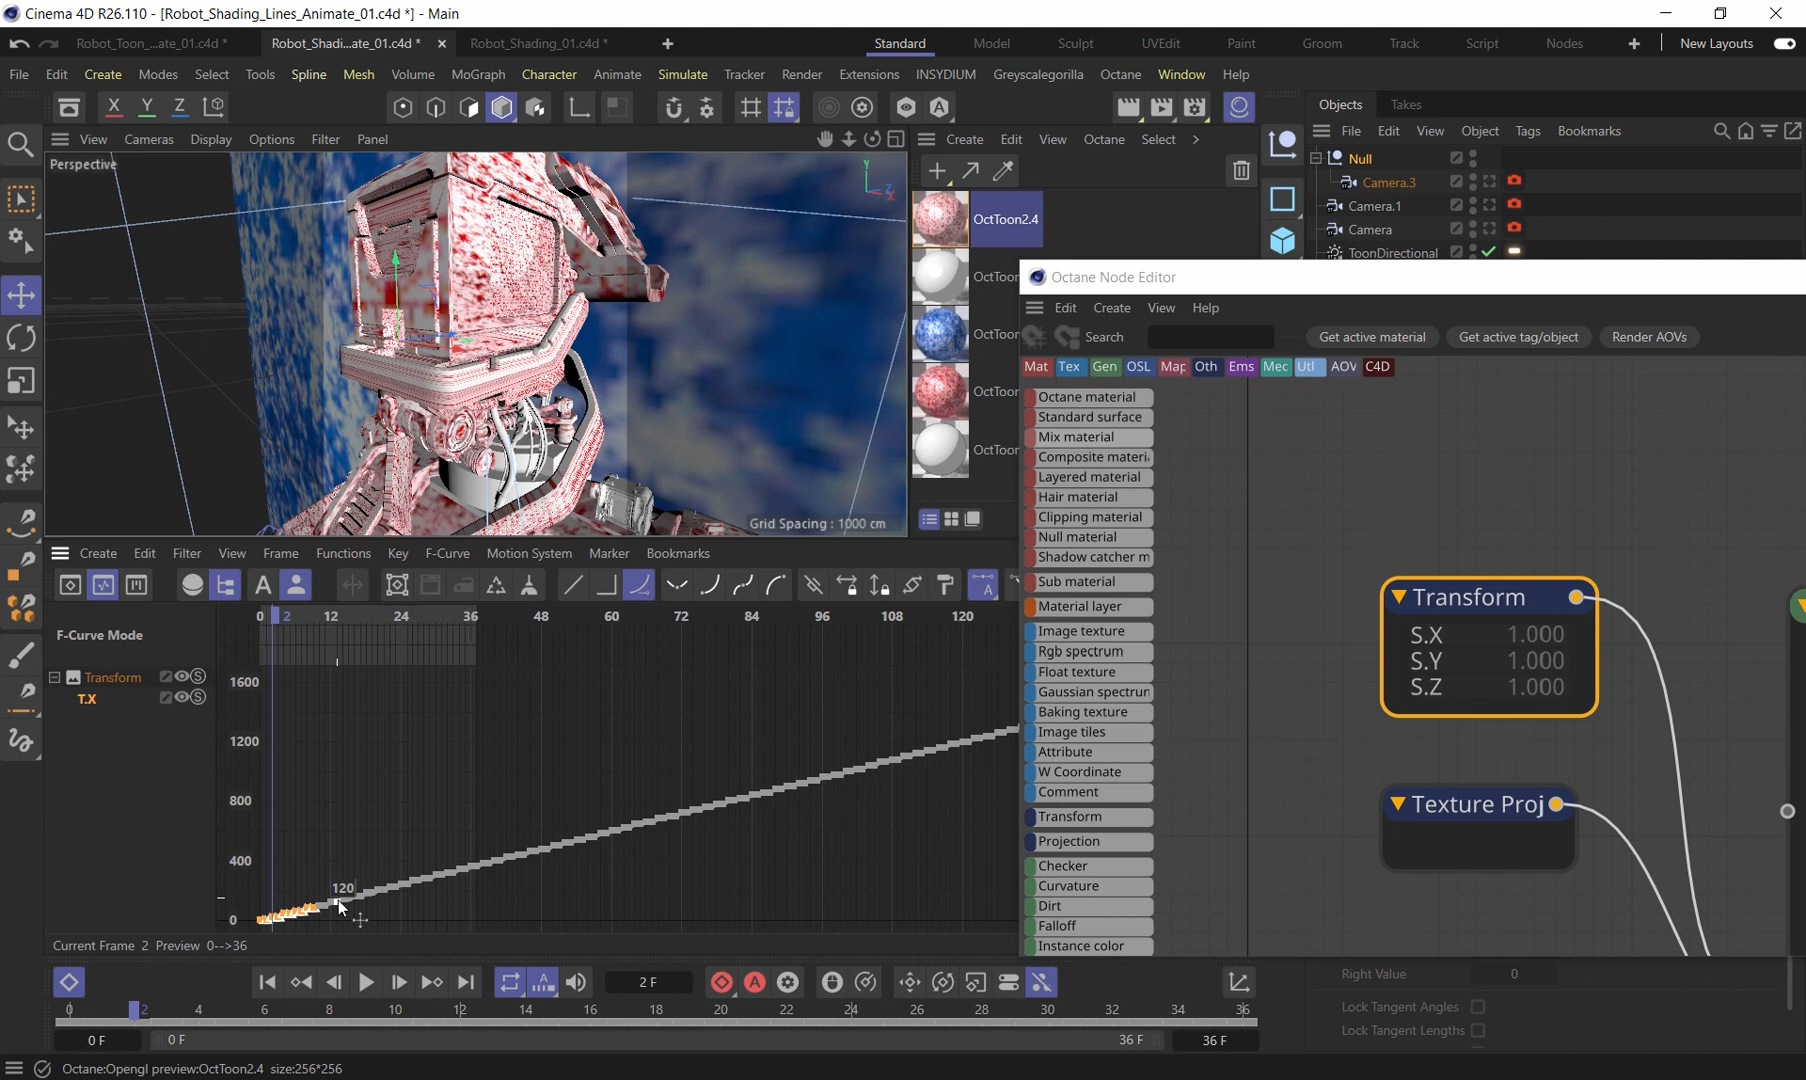 Cinema 4D R26.110 - [Robot_Shading_Lines_Animate_01.c4d *] - Main
Robot_Toon_...ate_01.c4d *
Robot_Shadi...ate_01.c4d *
Robot_Shading_01.c4d *
Standard
Model
Sculpt
UVEdit
Paint
Groom
Track
Script
Nodes
New Layouts
File Edit Create Modes Select Tools Spline Mesh Volume MoGraph Character Animate Simulate Tracker Render Extensions INSYDIUM Greyscalegorilla Octane Window Help
X Y Z
Objects
Takes
View Cameras Display Options Filter Panel
Create Edit View Octane Select
File Edit View Object Tags Bookmarks
Perspective
Y
Z
X
Null
Camera.3
Camera.1
Camera
ToonDirectional
OctToon2.4
OctToon
OctToon
OctToon
OctToon
Octane Node Editor
Edit Create View Help
Search
Get active material
Get active tag/object
Render AOVs
Mat Tex Gen OSL Map Oth Ems Mec Utl AOV C4D
Octane material
Standard surface
Mix material
Composite materi
Layered material
Hair material
Clipping material
Null material
Shadow catcher m
Sub material
Material layer
Image texture
Rgb spectrum
Float texture
Gaussian spectrun
Baking texture
Image tiles
Attribute
W Coordinate
Comment
Transform
Projection
Checker
Curvature
Dirt
Falloff
Instance color
Transform
S.X 1.000
S.Y 1.000
S.Z 1.000
Texture Proj
Grid Spacing : 1000 cm
Create Edit Filter View Frame Functions Key F-Curve Motion System Marker Bookmarks
F-Curve Mode
Transform
T.X
0 2 12 24 36 48 60 72 84 96 108 120
1600
1200
800
400
0
120
Current Frame 2 Preview 0-->36
2 F
0 2 4 6 8 10 12 14 16 18 20 22 24 26 28 30 32 34 36
0 F
0 F
36 F
36 F
Right Value 0
Lock Tangent Angles
Lock Tangent Lengths
Octane:Opengl preview:OctToon2.4 size:256*256